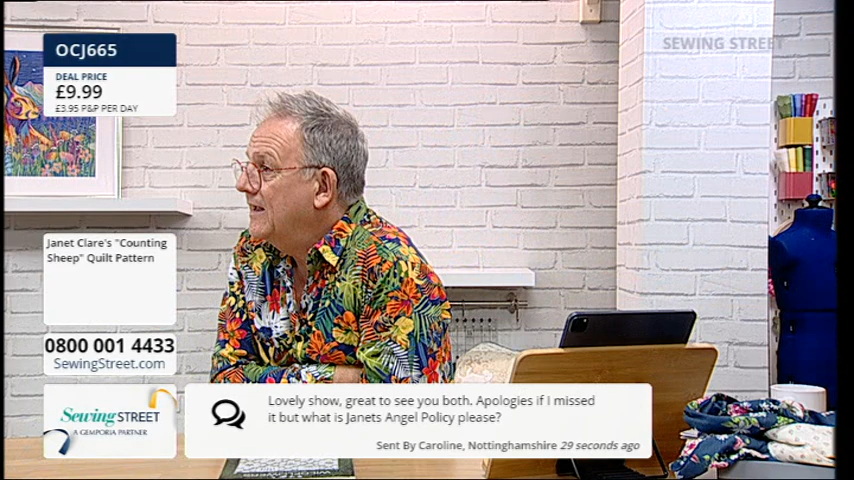 OCJ665
DEAL PRICE
£9.99
£3.95 P&P PER DAY
SEWING STREET
Janet Clare's "Counting
Sheep" Quilt Pattern
0800 001 4433
SewingStreet.com
Sewing STREET
A GEMPORIA PARTNER
Lovely show, great to see you both. Apologies if I missed
it but what is Janets Angel Policy please?
Sent By Caroline, Nottinghamshire 29 seconds ago